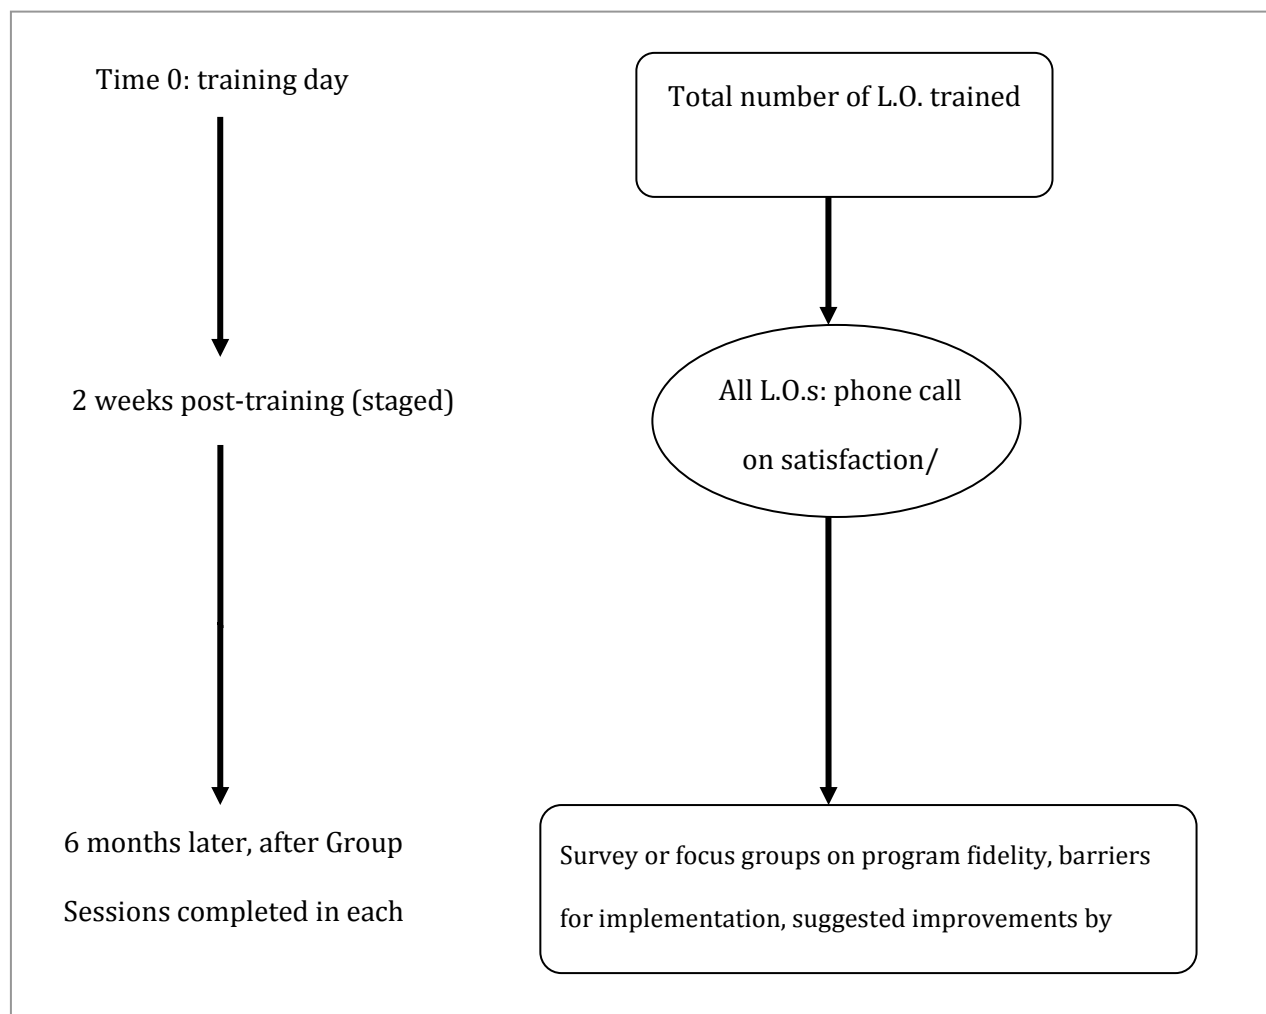 Time 0: training day
Total number of L.O. trained
2 weeks post-training (staged)
All L.O.s: phone call
on satisfaction/
6 months later, after Group
Sessions completed in each
Survey or focus groups on program fidelity, barriers
for implementation, suggested improvements by